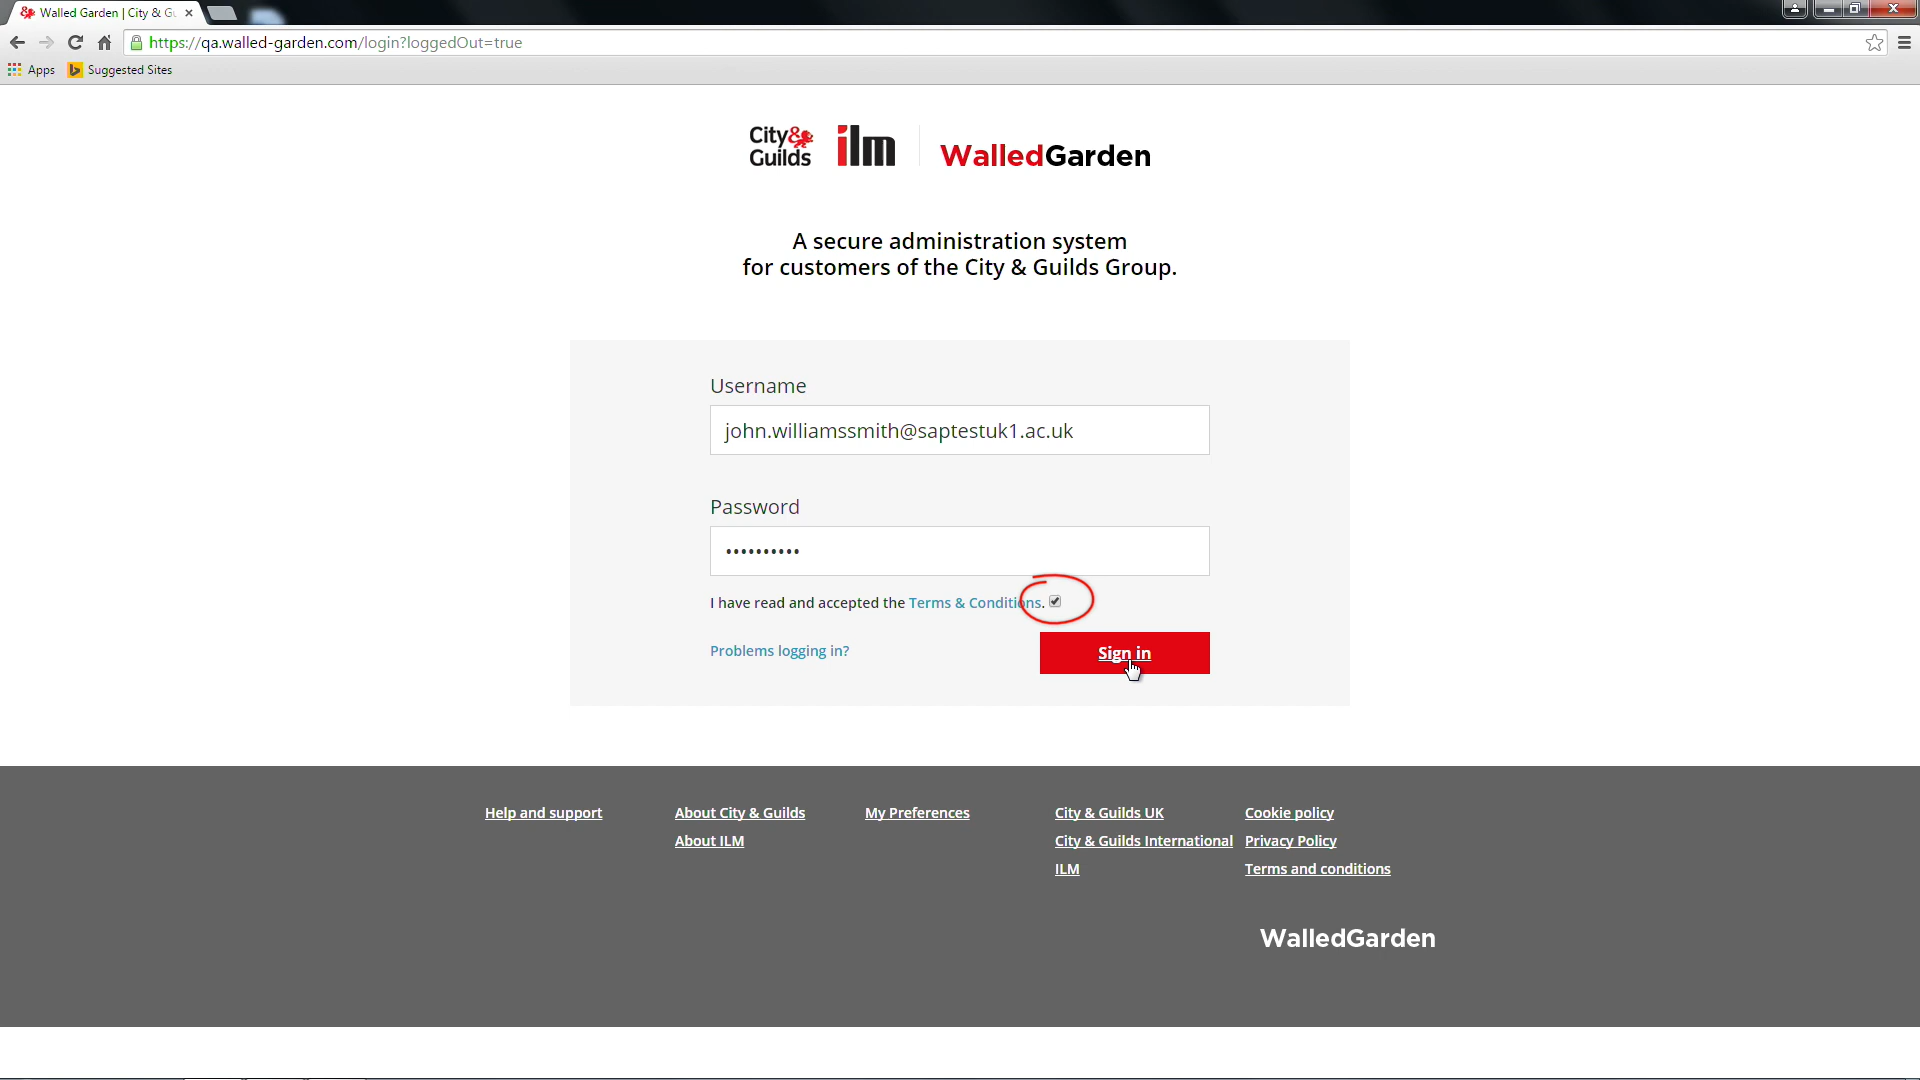 Walled Garden | City & Gu
https://qa.walled-garden.com/login?loggedOut=true
Apps
Suggested Sites
City&
Guilds
ilm
WalledGarden
A secure administration system
for customers of the City & Guilds Group.
Username
john.williamssmith@saptestuk1.ac.uk
Password
••••••••••
I have read and accepted the Terms & Conditions.
Problems logging in?
Sign in
Help and support
About City & Guilds
About ILM
My Preferences
City & Guilds UK
City & Guilds International
ILM
Cookie policy
Privacy Policy
Terms and conditions
WalledGarden